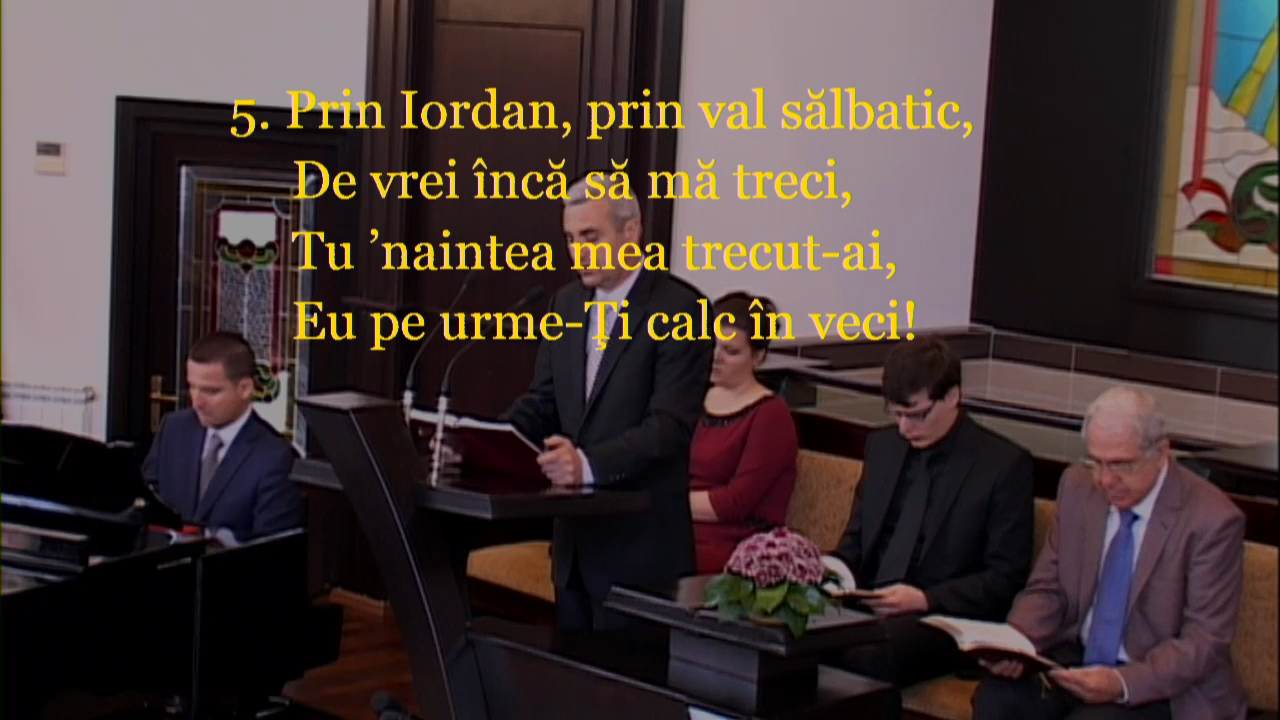 5. Prin Iordan, prin val sălbatic,
De vrei încă să mă treci,
Tu ’naintea mea trecut-ai,
Eu pe urme-Ţi calc în veci!